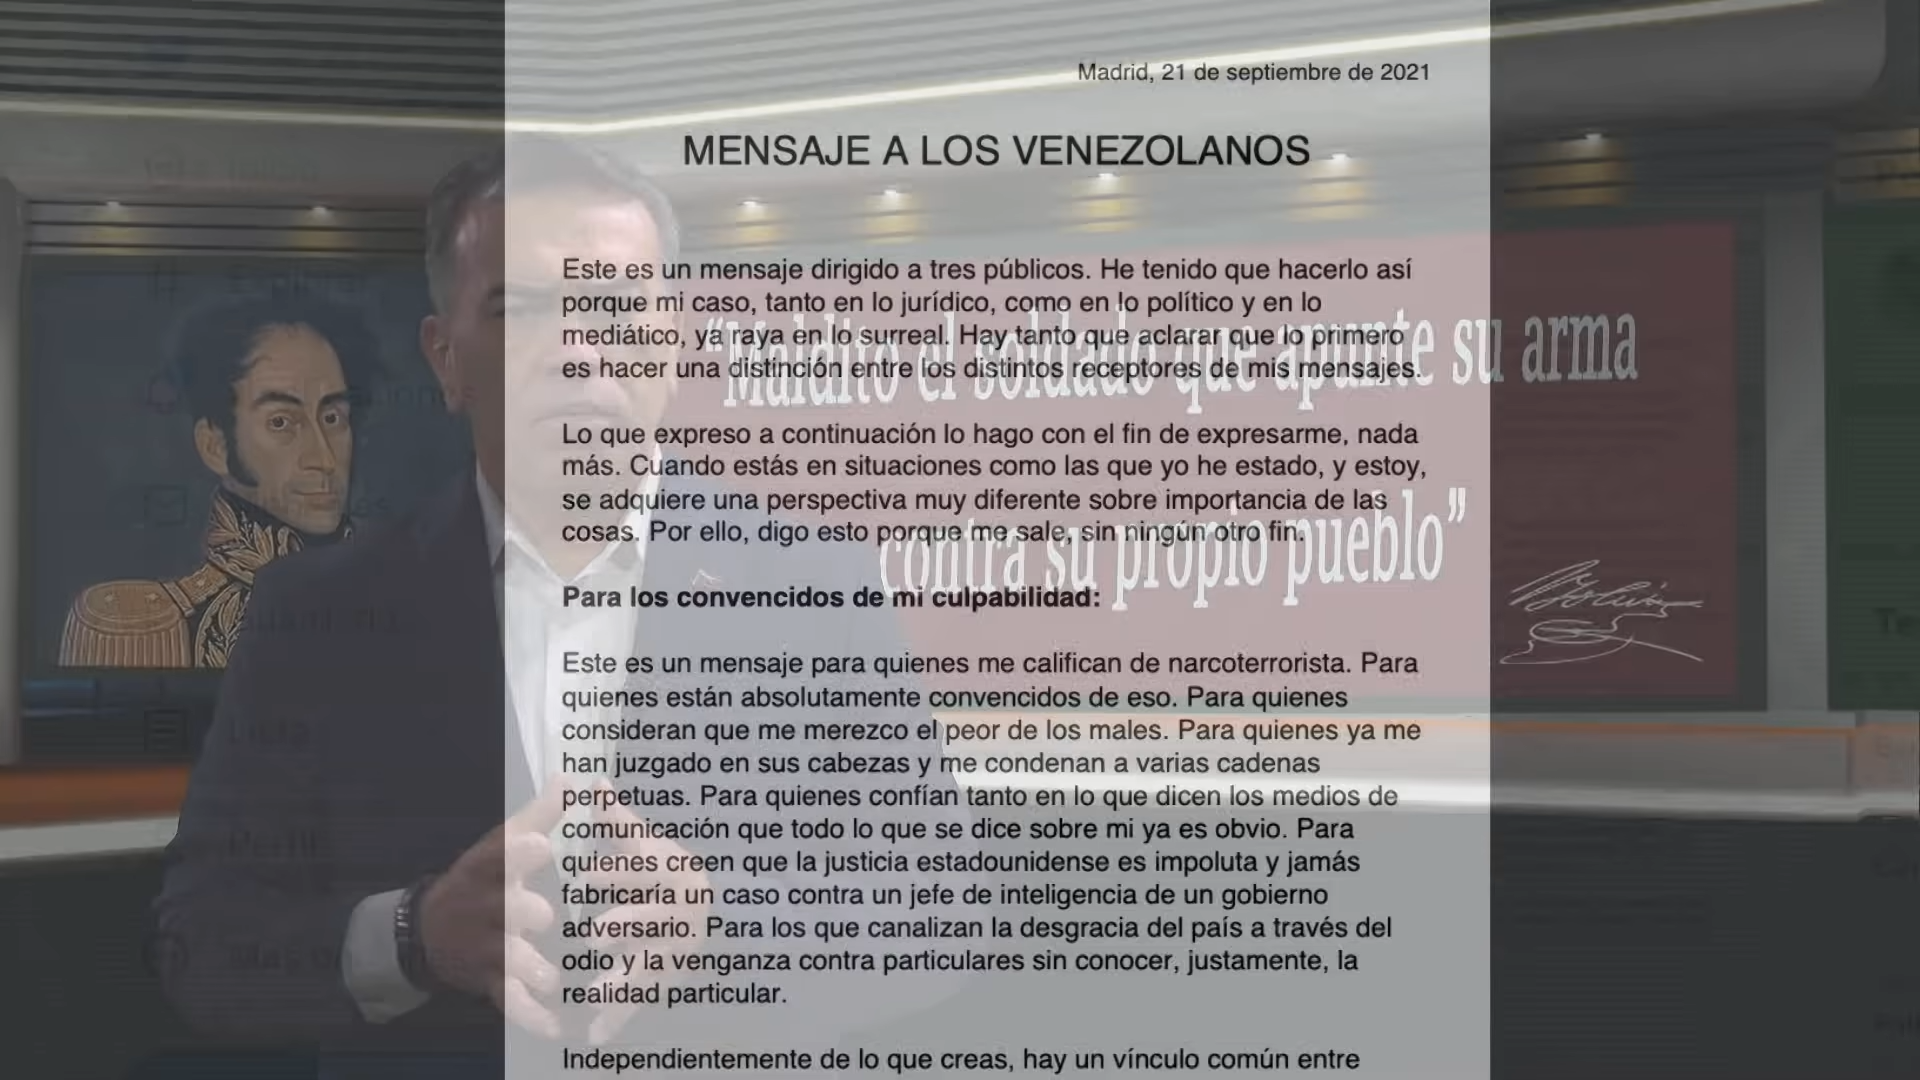 Madrid, 21 de septiembre de 2021
MENSAJE A LOS VENEZOLANOS
Este es un mensaje dirigido a tres públicos. He tenido que hacerlo así
porque mi caso, tanto en lo jurídico, como en lo político y en lo
mediático, ya raya en lo surreal. Hay tanto que aclarar que lo primero
es hacer una distinción entre los distintos receptores de mis mensajes.
Lo que expreso a continuación lo hago con el fin de expresarme, nada
más. Cuando estás en situaciones como las que yo he estado, y estoy,
se adquiere una perspectiva muy diferente sobre importancia de las
cosas. Por ello, digo esto porque me sale, sin ningún otro fin.
Para los convencidos de mi culpabilidad:
Este es un mensaje para quienes me califican de narcoterrorista. Para
quienes están absolutamente convencidos de eso. Para quienes
consideran que me merezco el peor de los males. Para quienes ya me
han juzgado en sus cabezas y me condenan a varias cadenas
perpetuas. Para quienes confían tanto en lo que dicen los medios de
comunicación que todo lo que se dice sobre mi ya es obvio. Para
quienes creen que la justicia estadounidense es impoluta y jamás
fabricaría un caso contra un jefe de inteligencia de un gobierno
adversario. Para los que canalizan la desgracia del país a través del
odio y la venganza contra particulares sin conocer, justamente, la
realidad particular.
Independientemente de lo que creas, hay un vínculo común entre
“Maldito el soldado que apunte su arma
contra su propio pueblo”
Lista
Perfil